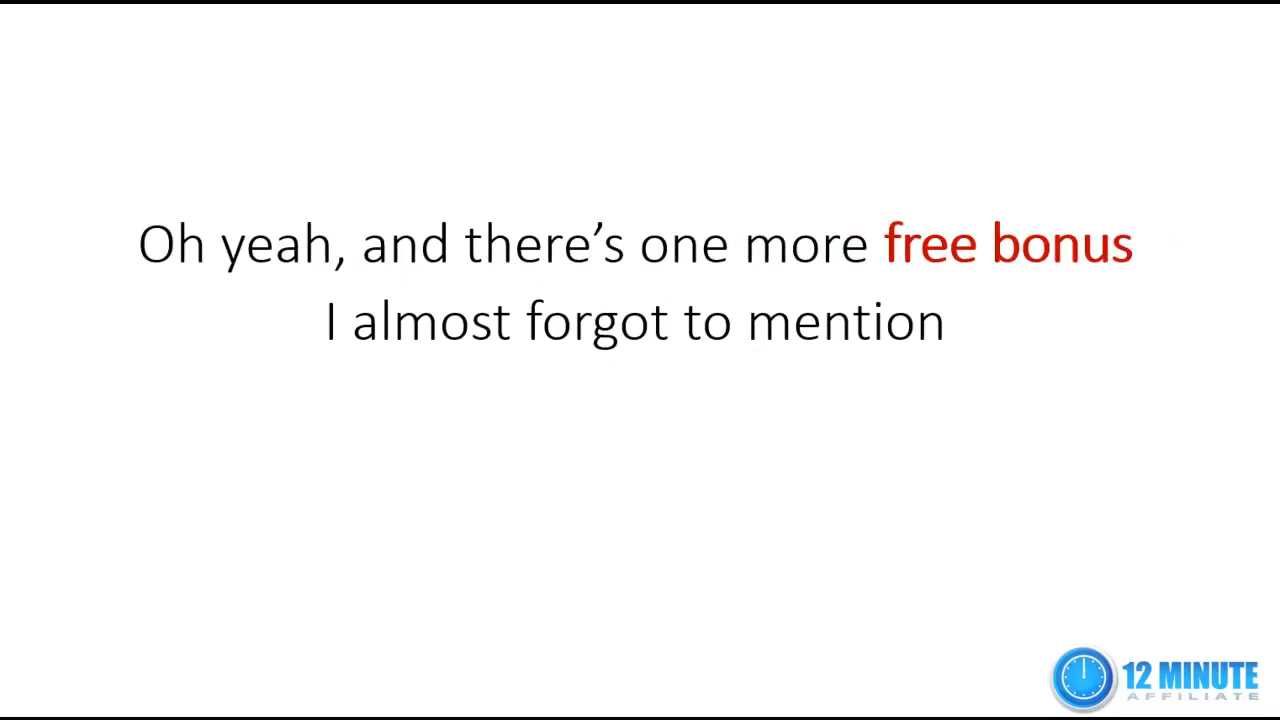 Oh yeah, and there’s one more free bonus
I almost forgot to mention
12 MINUTE
AFFILIATE